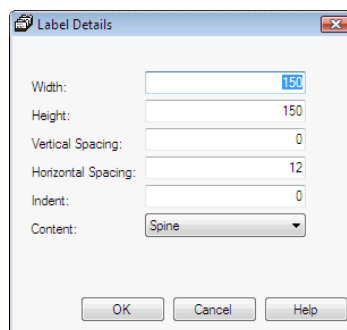 Label Details
Width: 150
Height: 150
Vertical Spacing: 0
Horizontal Spacing: 12
Indent: 0
Content: Spine
OK Cancel Help